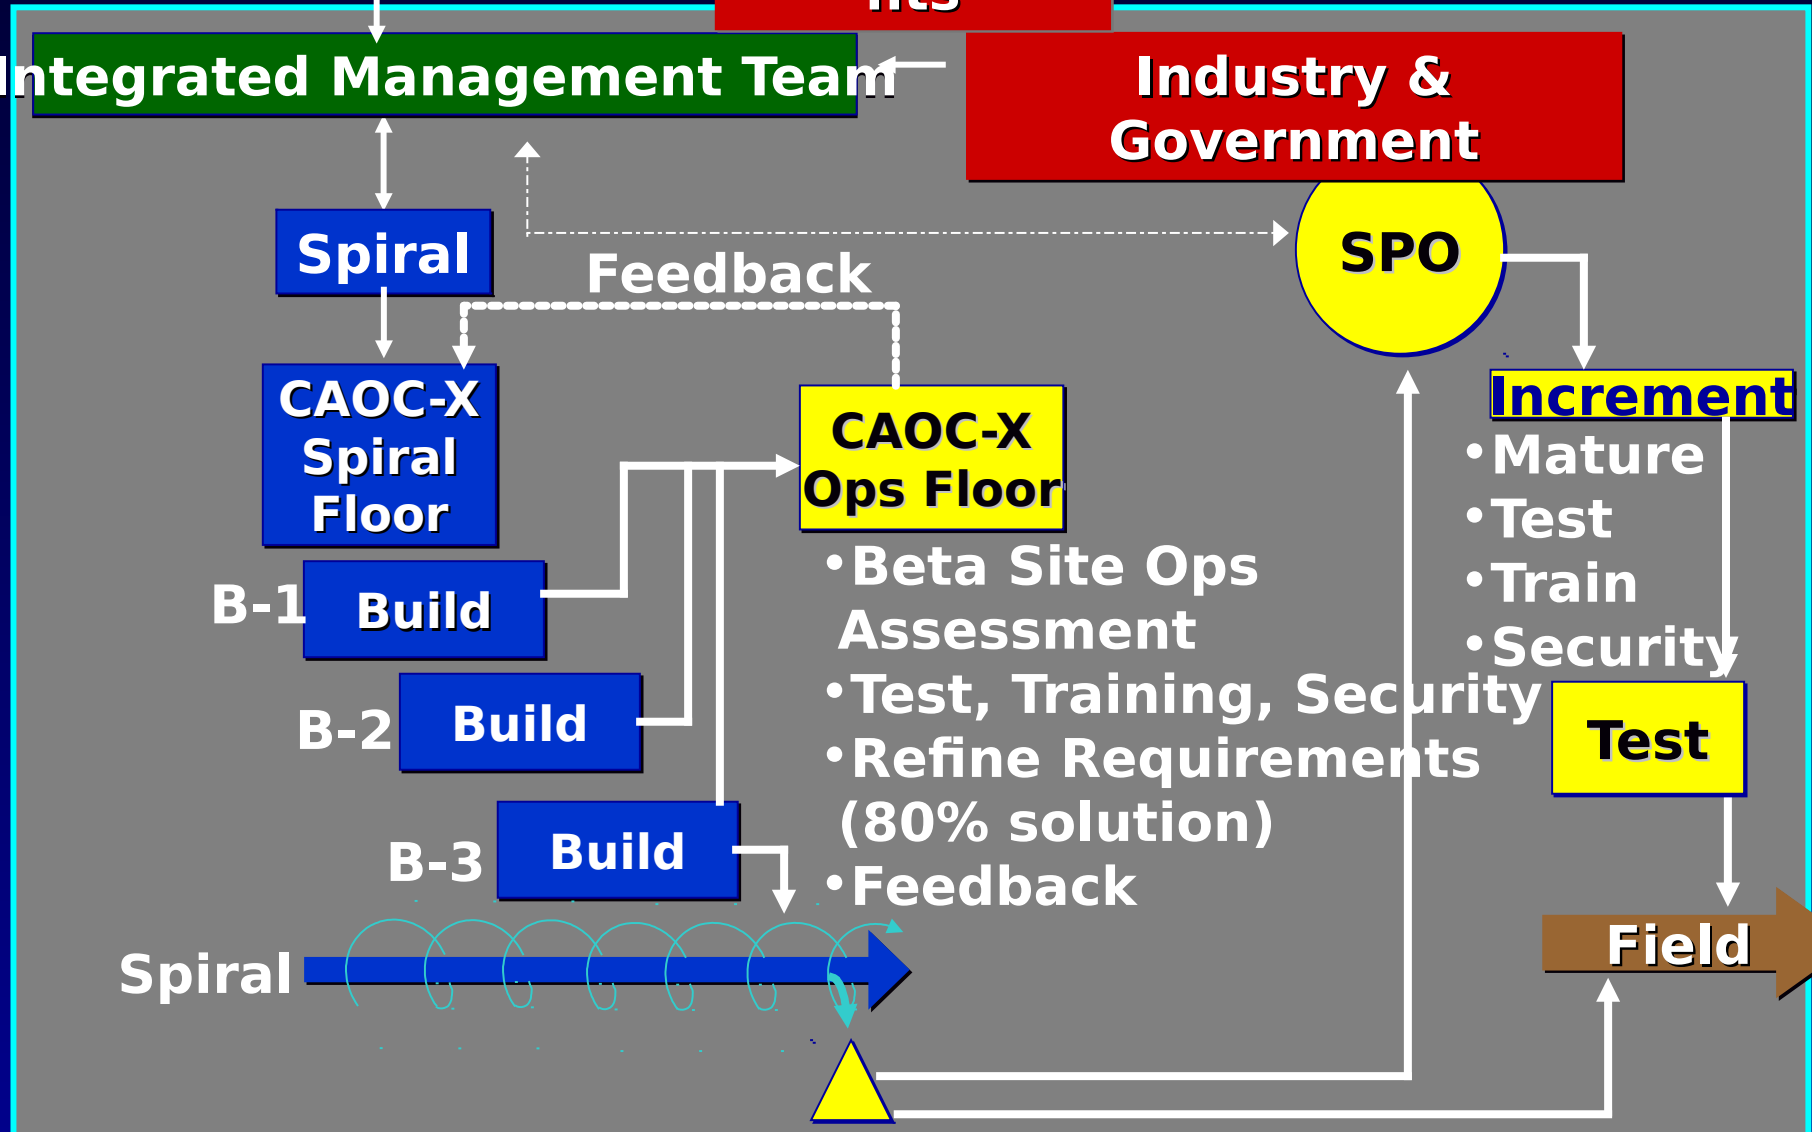 nts
Integrated Management Team
Industry &
Government
Spiral
SPO
Feedback
CAOC-X
Spiral
Floor
CAOC-X
Ops Floor
Increment
•Mature
•Test
•Train
•Security
B-1
Build
B-2
Build
B-3
Build
•Beta Site Ops
Assessment
•Test, Training, Security
•Refine Requirements
(80% solution)
•Feedback
Test
Spiral
Field